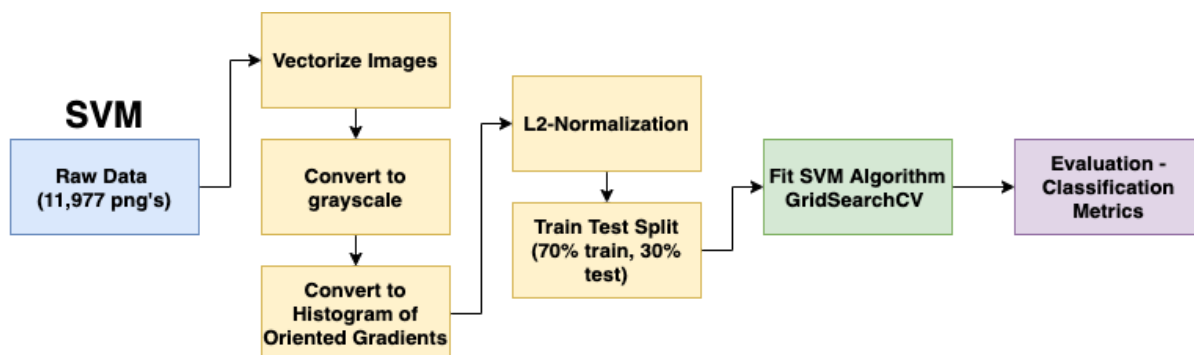 SVM
Raw Data
(11,977 png's)
Vectorize Images
Convert to
grayscale
Convert to
Histogram of
Oriented Gradients
L2-Normalization
Train Test Split
(70% train, 30%
test)
Fit SVM Algorithm
GridSearchCV
Evaluation -
Classification
Metrics